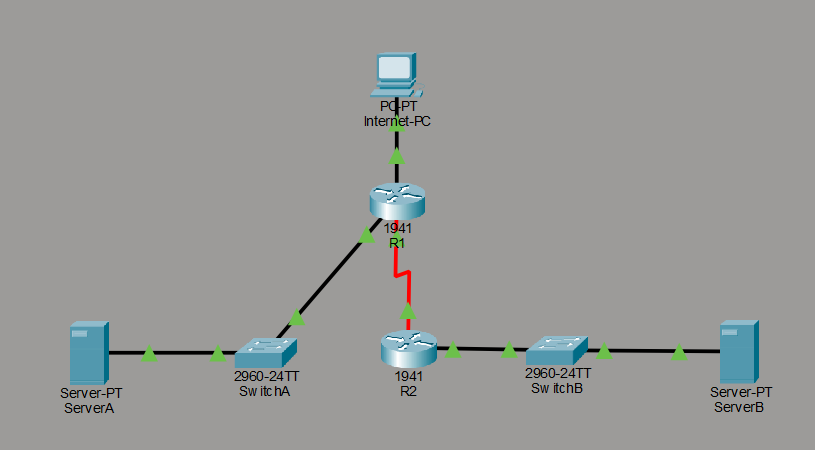 PC-PT
Internet-PC
1941
R1
Server-PT
ServerA
2960-24TT
SwitchA
1941
R2
2960-24TT
SwitchB
Server-PT
ServerB